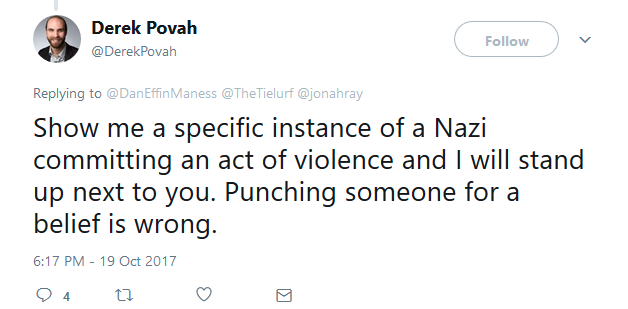 Derek Povah
@DerekPovah
Follow
Replying to @DanEffinManess @TheTielurf @jonahray
Show me a specific instance of a Nazi
committing an act of violence and I will stand
up next to you. Punching someone for a
belief is wrong.
6:17 PM - 19 Oct 2017
4